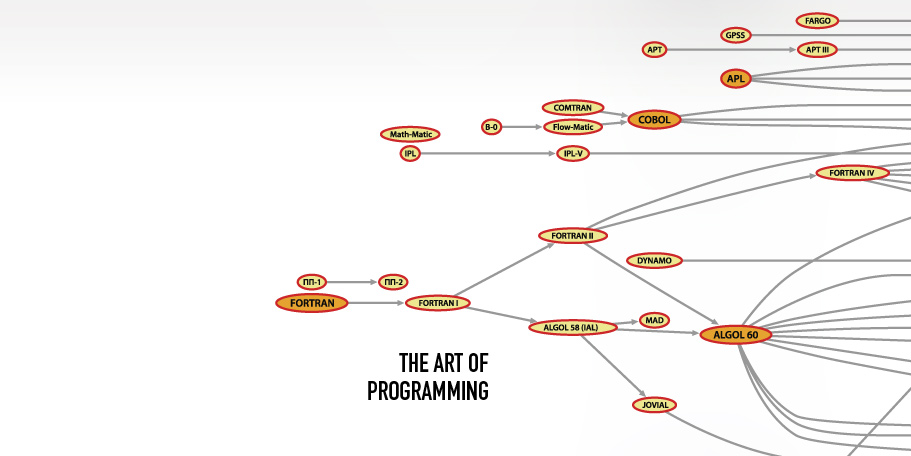 FARGO
GPSS
APT
APT III
APL
COMTRAN
COBOL
B-0
Flow-Matic
Math-Matic
IPL
IPL-V
FORTRAN IV
FORTRAN II
DYNAMO
ПП-1
ПП-2
FORTRAN
FORTRAN I
MAD
ALGOL 58 (IAL)
ALGOL 60
THE ART OF
PROGRAMMING
JOVIAL